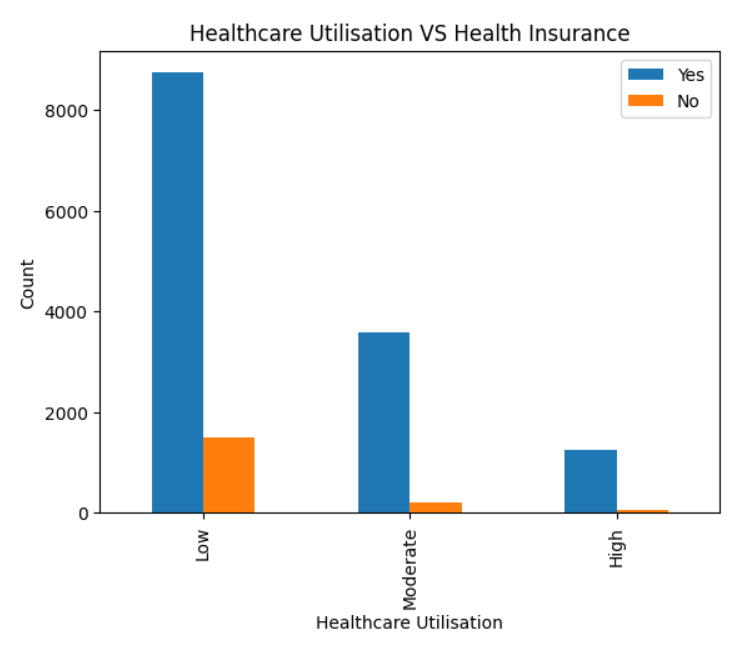 Healthcare Utilisation VS Health Insurance
Yes
No
8000
6000
4000
2000
0
Count
Low
Moderate
High
Healthcare Utilisation